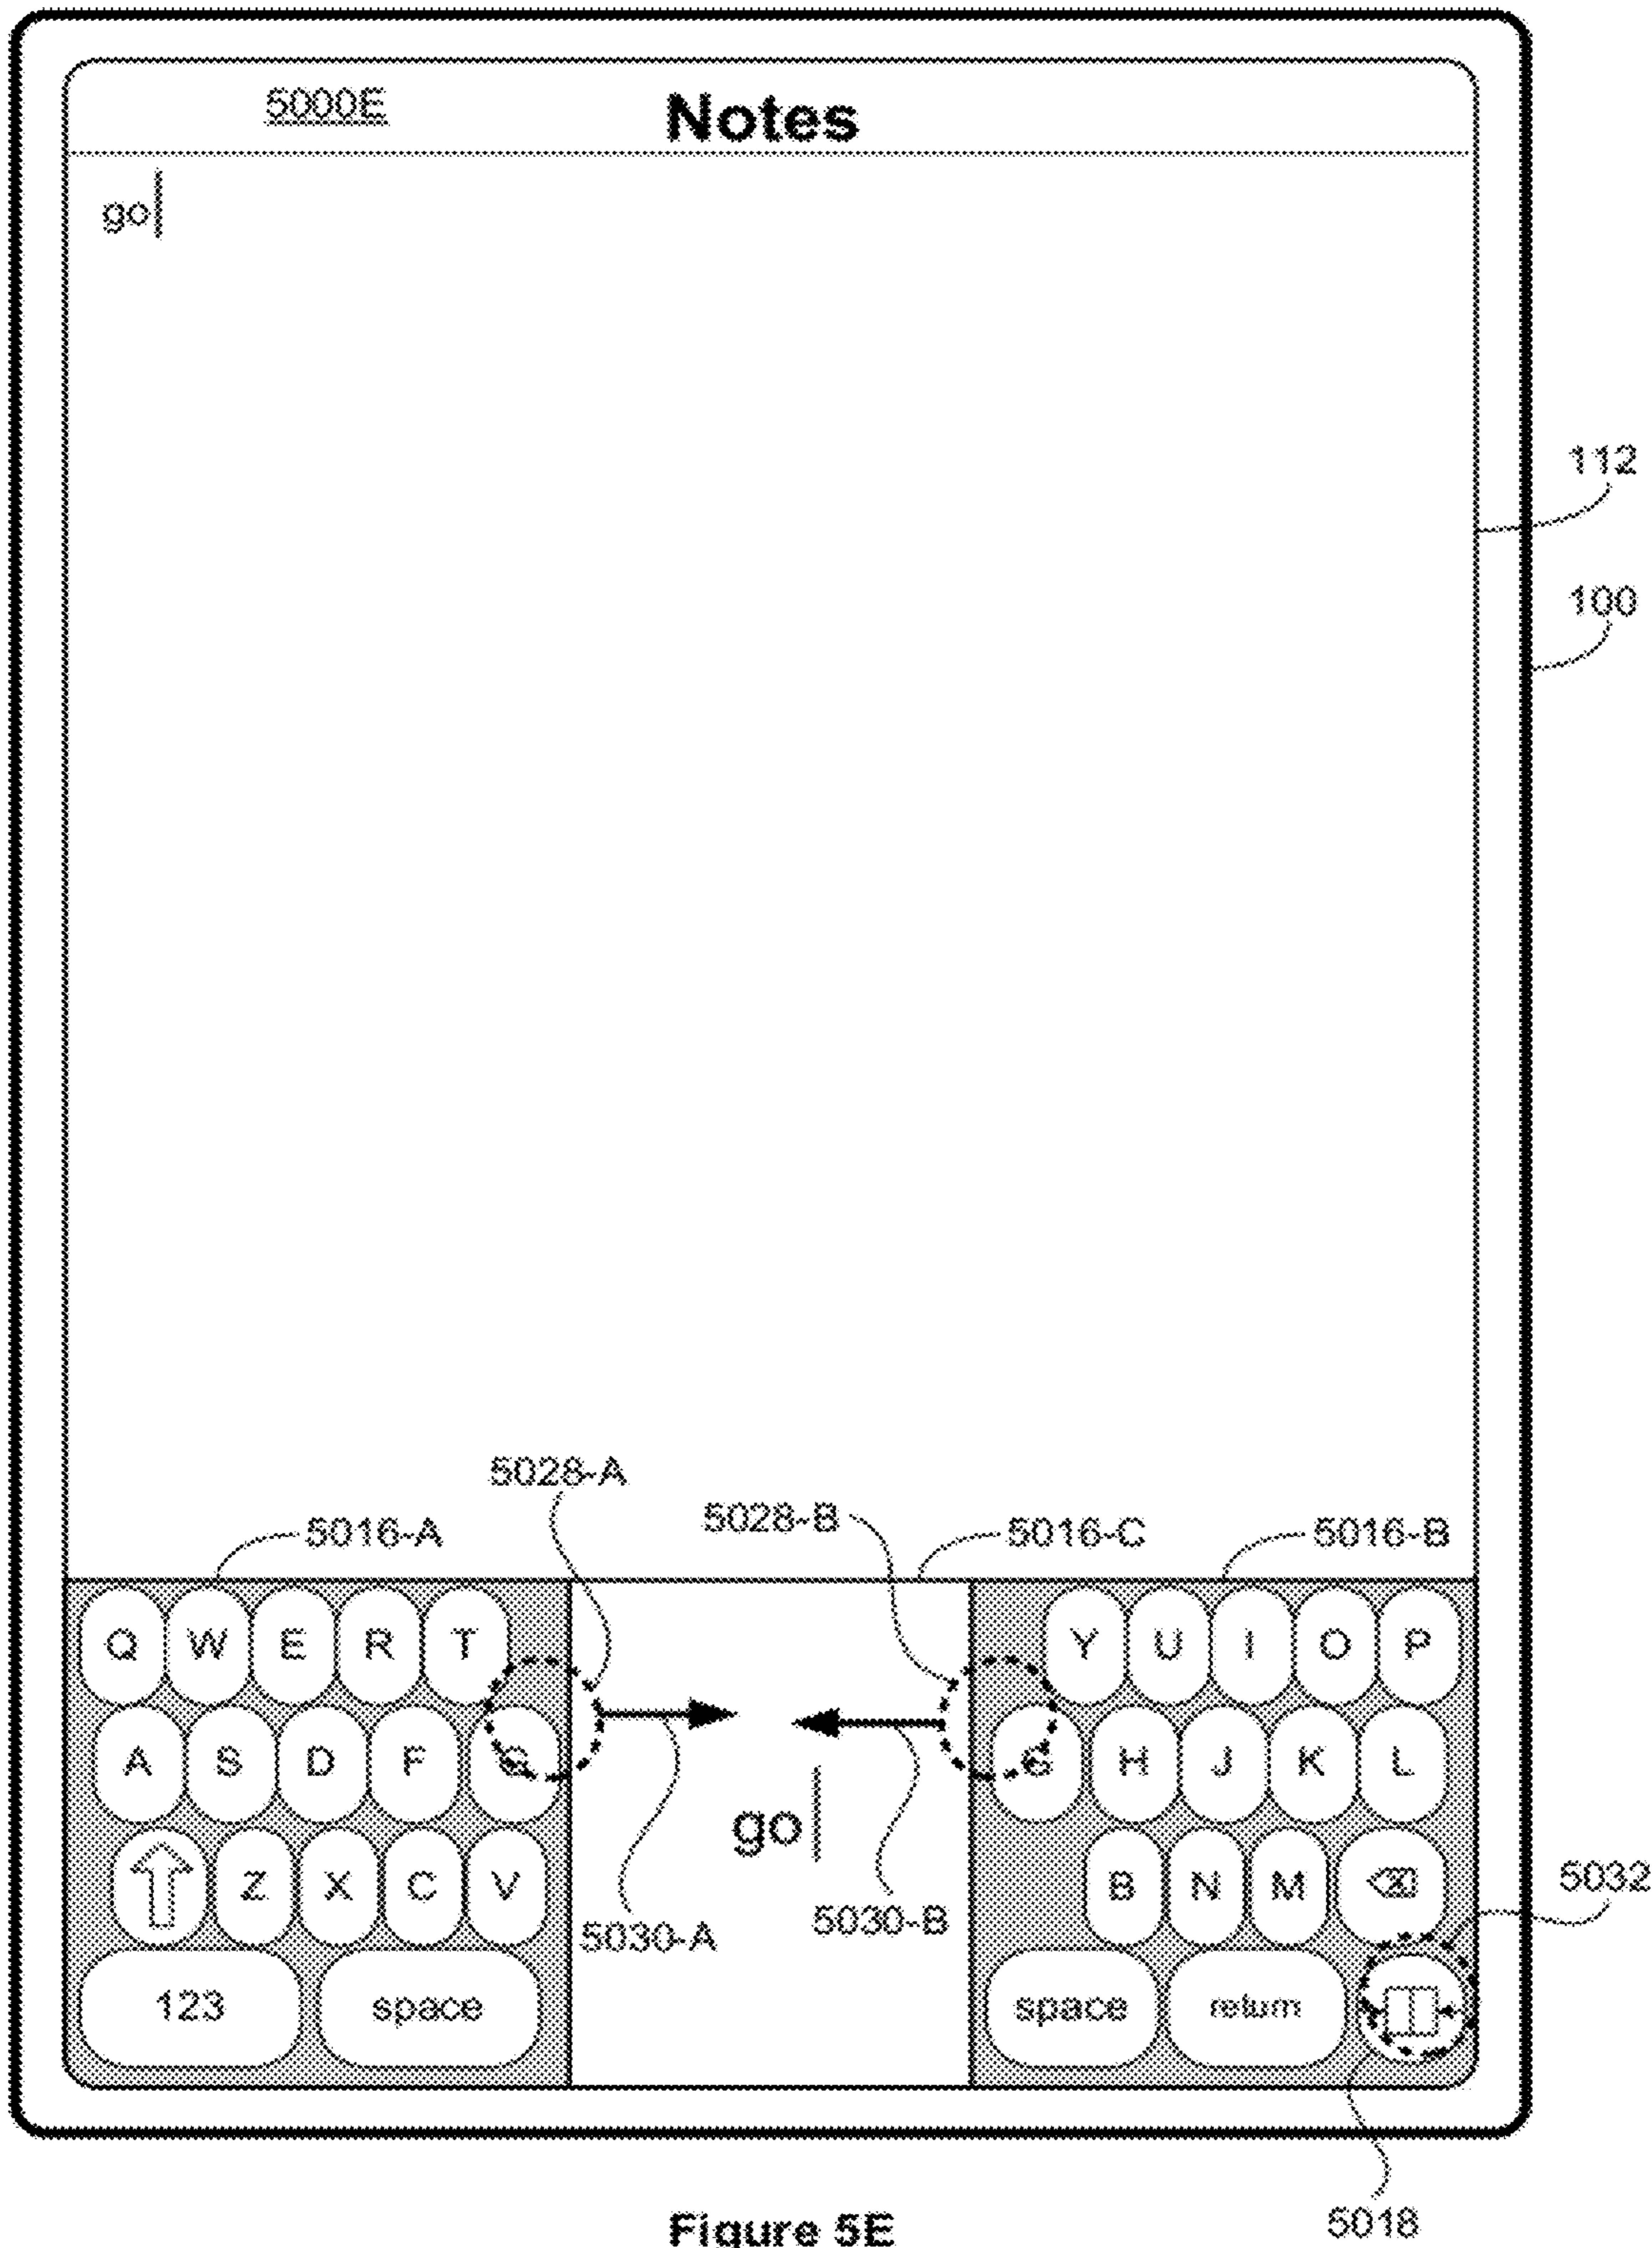 5000E
Notes
go
112
100
5028-A
5028-B
5016-A
5016-C
5016-B
Q W E R T
Y U I O P
A S D F G
G H J K L
go
Z X C V
B N M
5032
5030-A
5030-B
123 space
space return
5018
Figure 5E